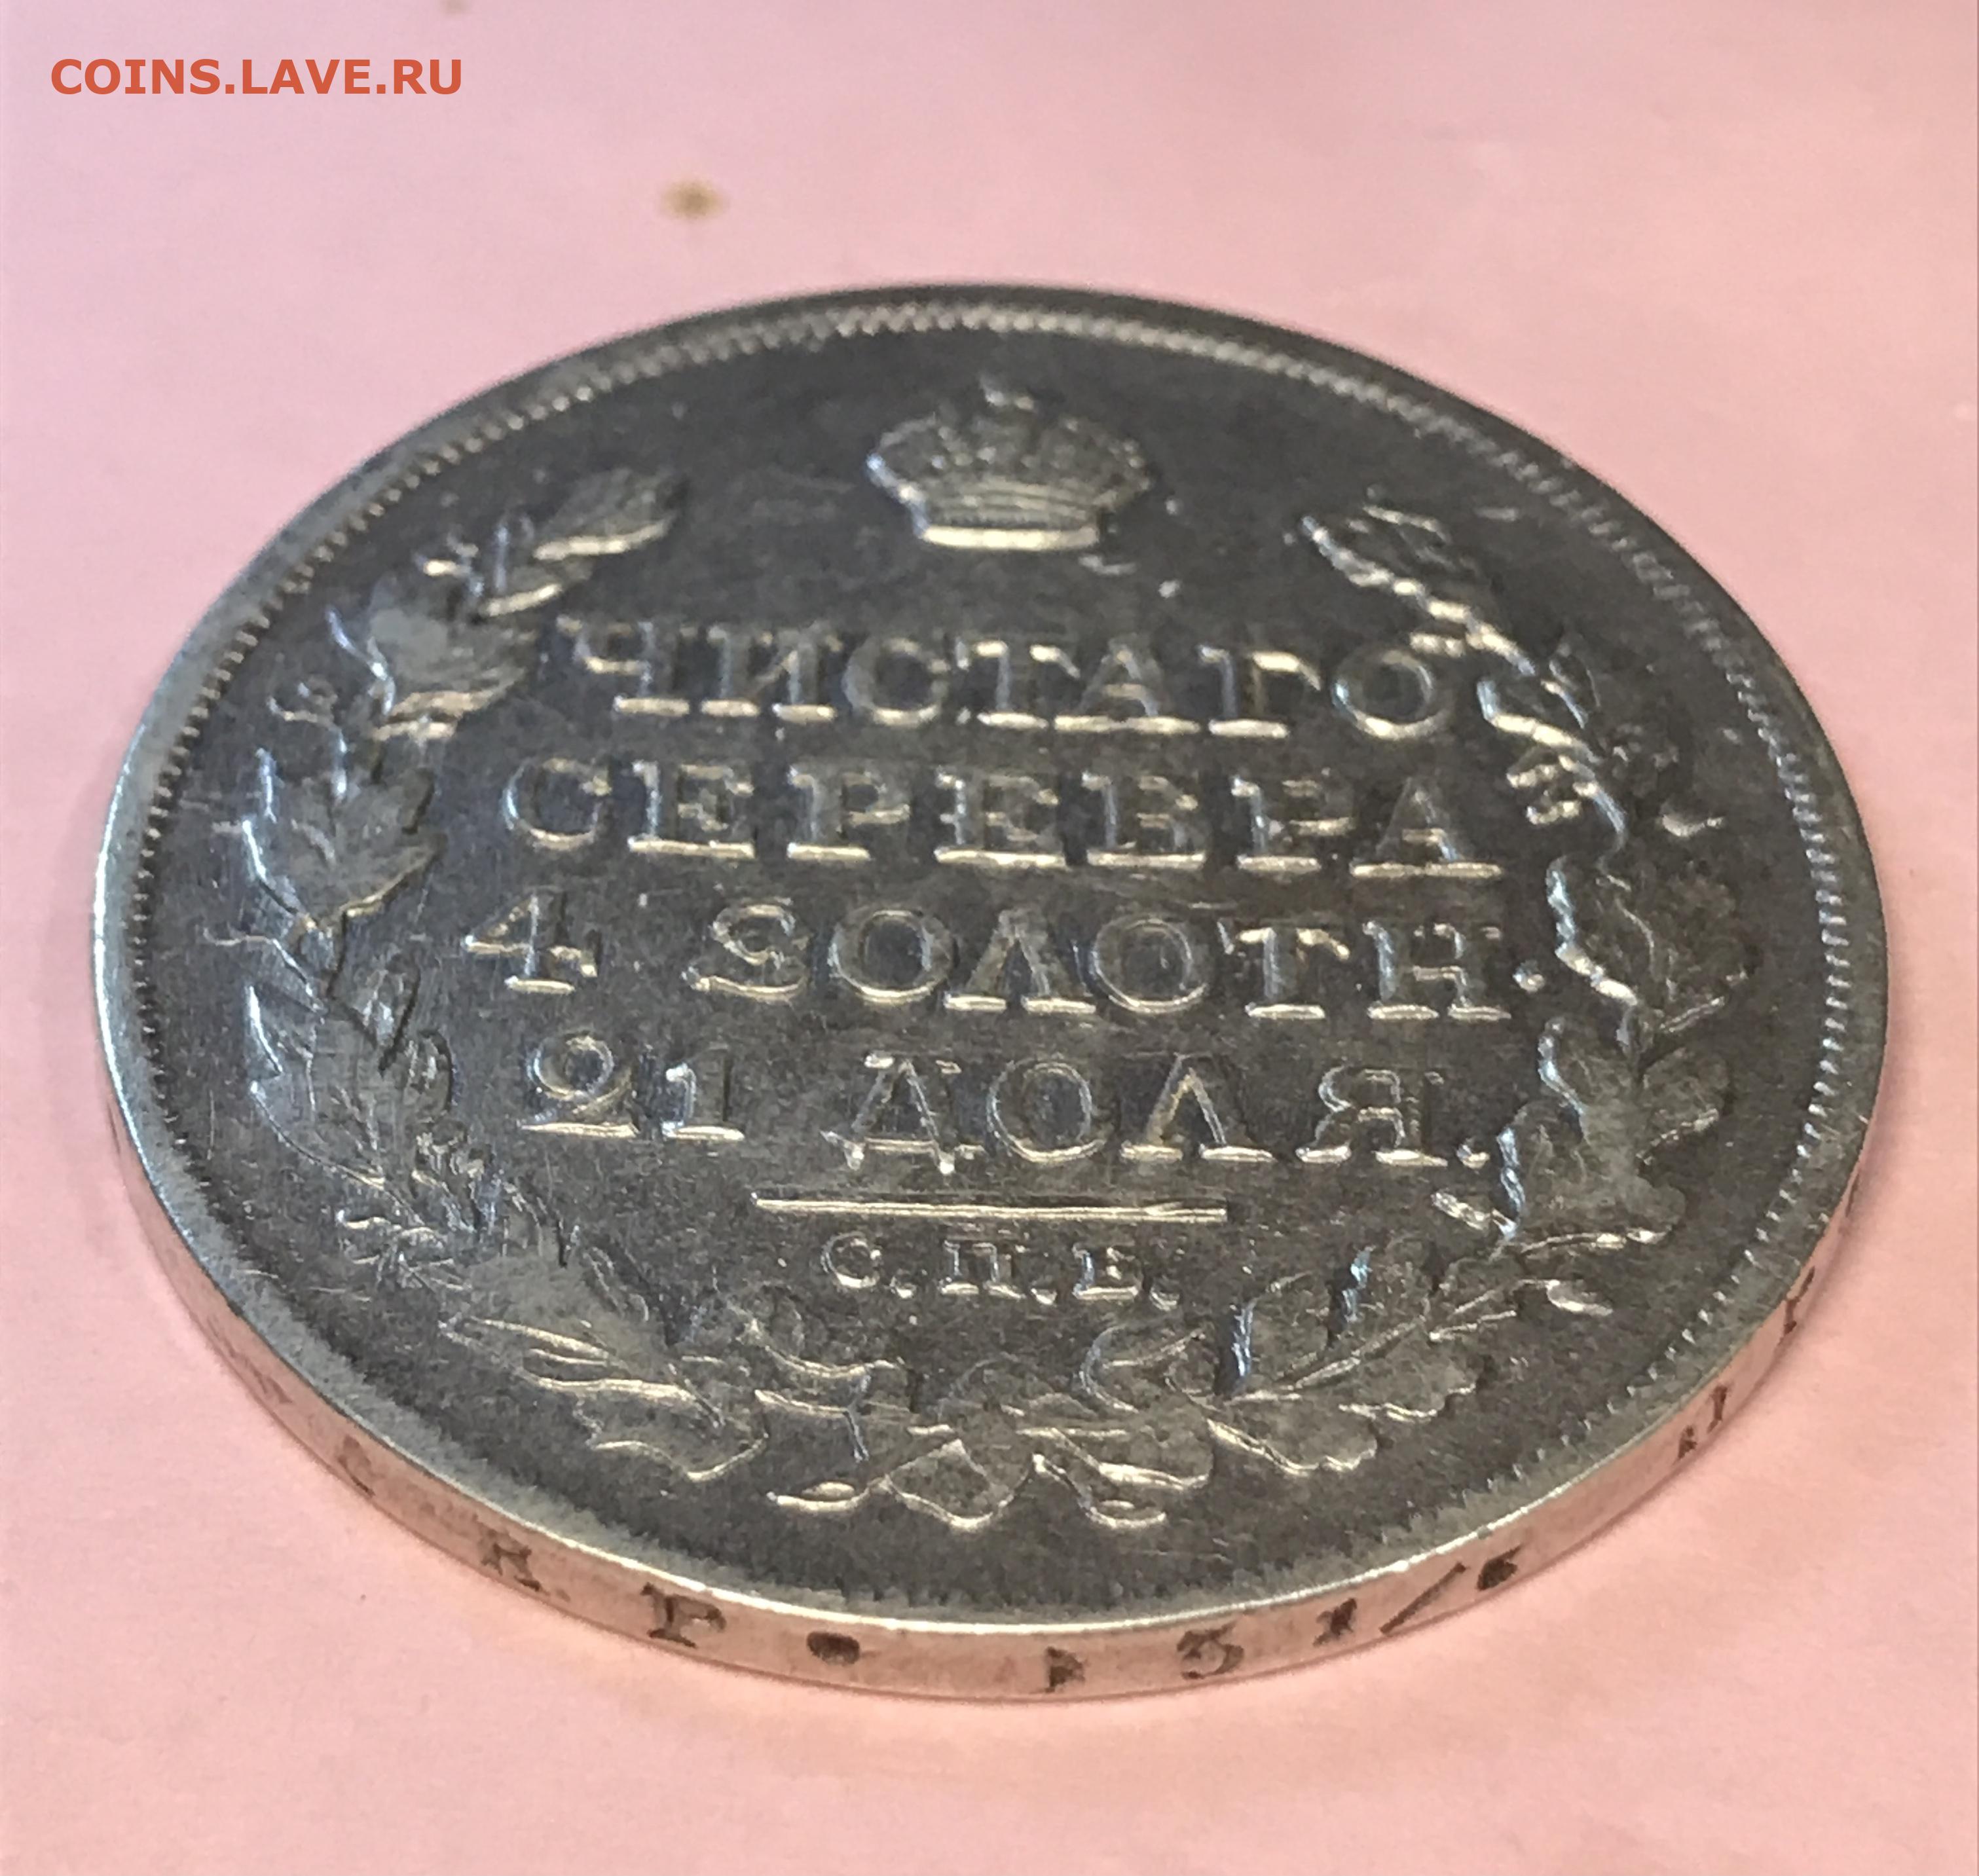 COINS.LAVE.RU
ЧИСТАГО
СЕРЕБРА
4 ЗОЛОТН.
21 ДОЛЯ.
С.П.Б.